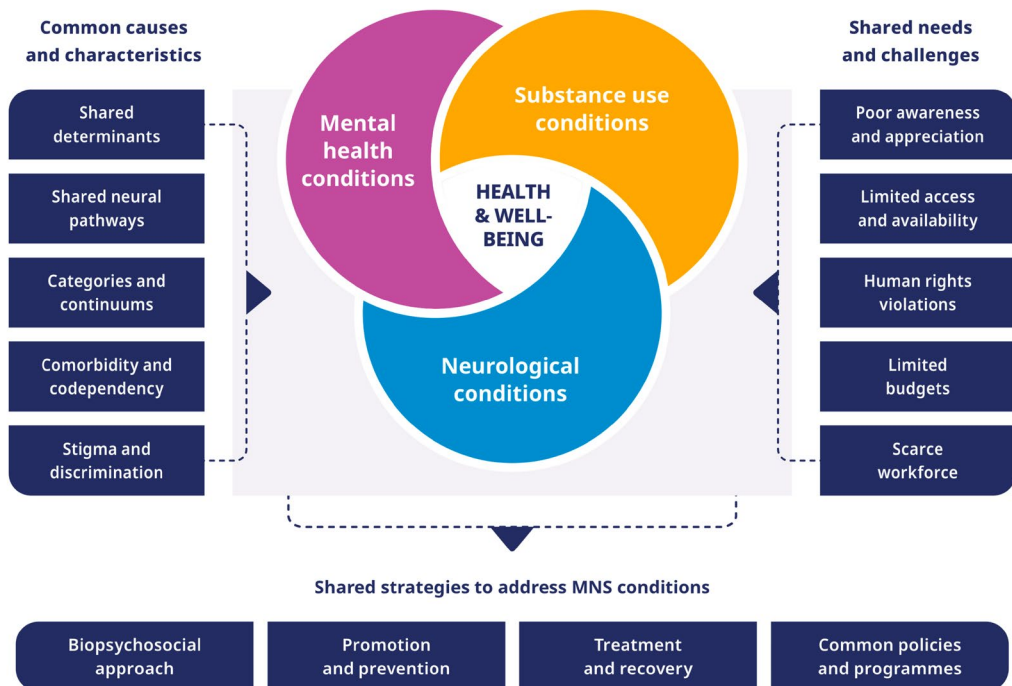 Common causes
and characteristics
Shared
determinants
Shared neural
pathways
Categories and
continuums
Comorbidity and
codependency
Stigma and
discrimination
Mental
health
conditions
Substance use
conditions
HEALTH
& WELL-
BEING
Neurological
conditions
Shared needs
and challenges
Poor awareness
and appreciation
Limited access
and availability
Human rights
violations
Limited
budgets
Scarce
workforce
Shared strategies to address MNS conditions
Biopsychosocial
approach
Promotion
and prevention
Treatment
and recovery
Common policies
and programmes